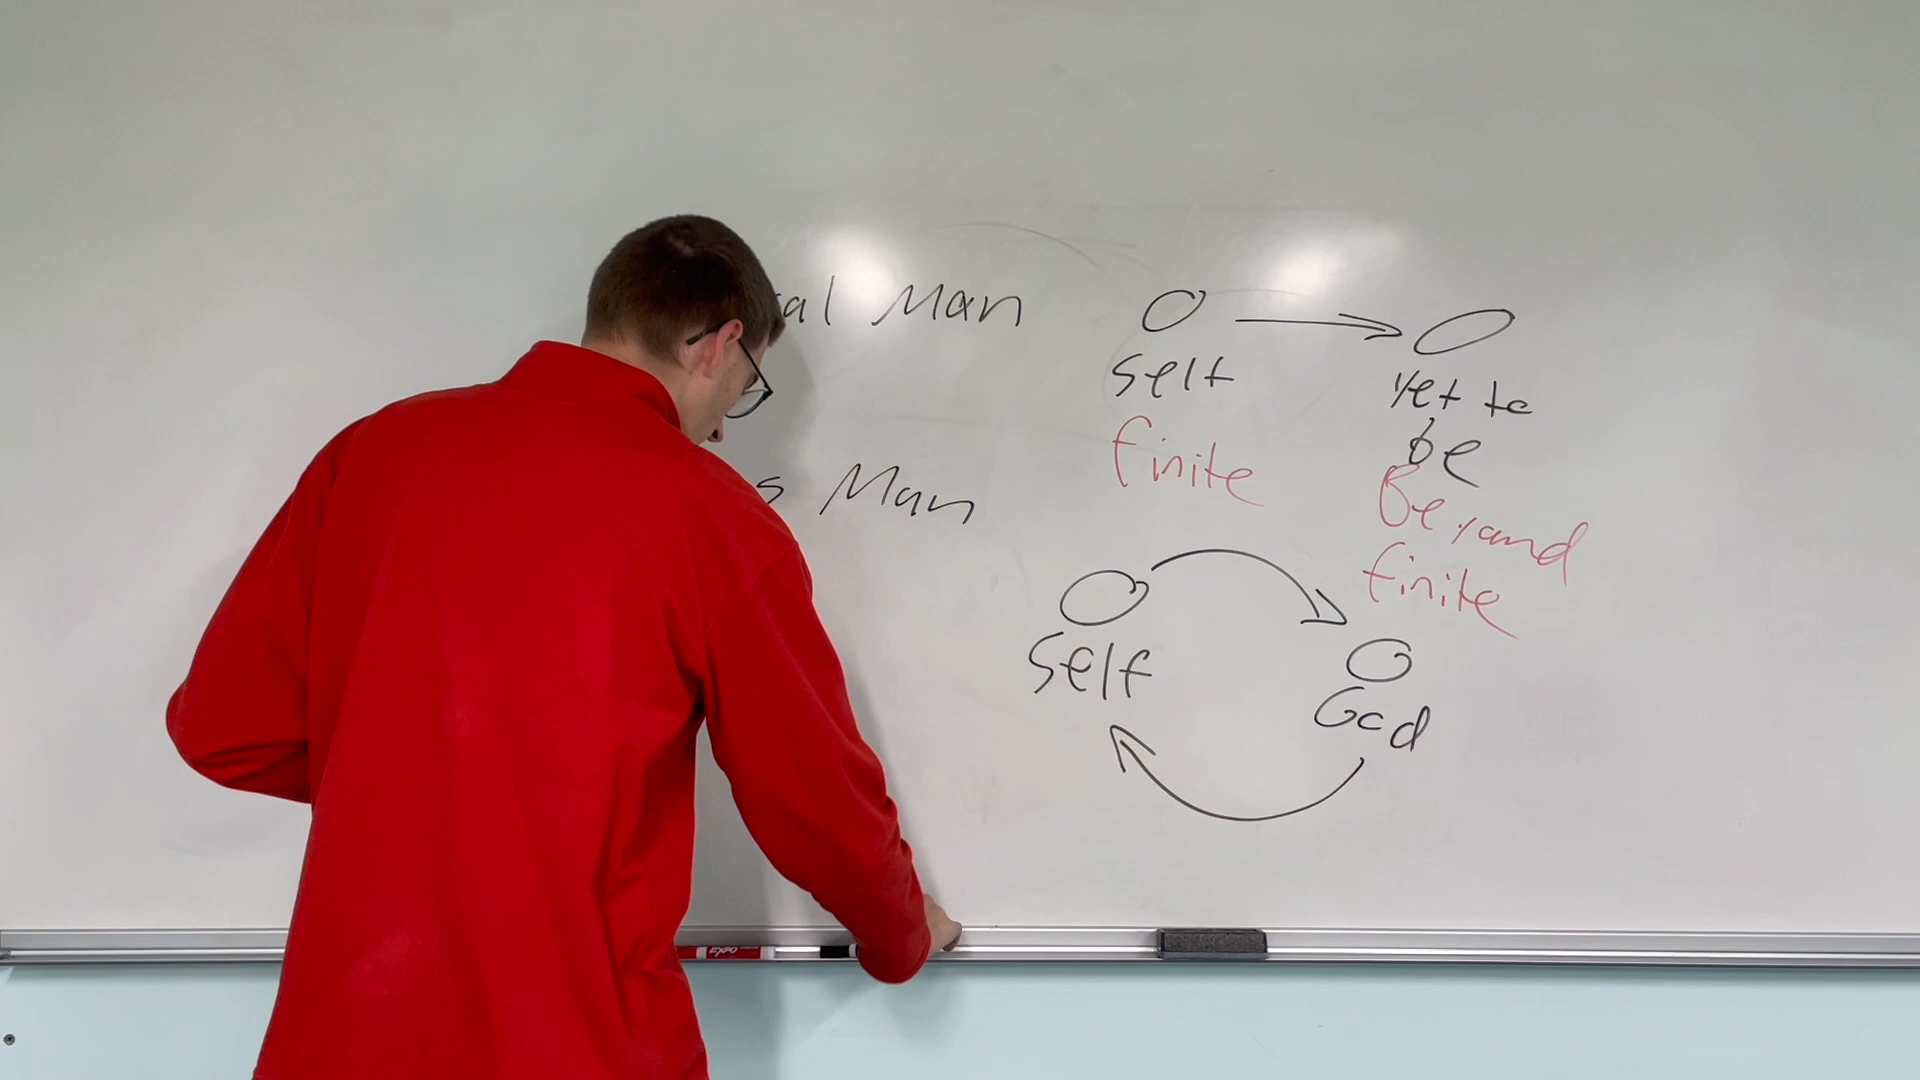 al Man
self
yet to
be
finite
Beyond
finite
s Man
Self
God
EXPO